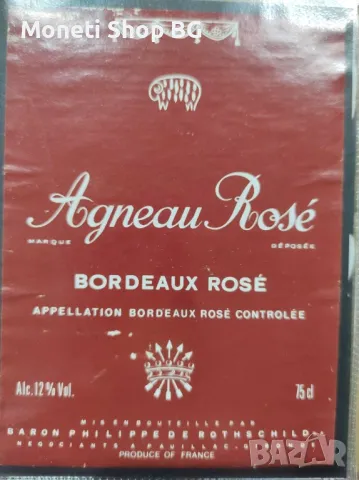 Moneti Shop BG
Agneau Rosé
MARQUE DÉPOSÉE
BORDEAUX ROSÉ
APPELLATION BORDEAUX ROSÉ CONTROLÉE
Alc. 12 % Vol. 75 cl
MIS EN BOUTEILLE PAR
BARON PHILIPPE DE ROTHSCHILD
NEGOCIANTS A PAUILLAC
PRODUCE OF FRANCE
BAZAR